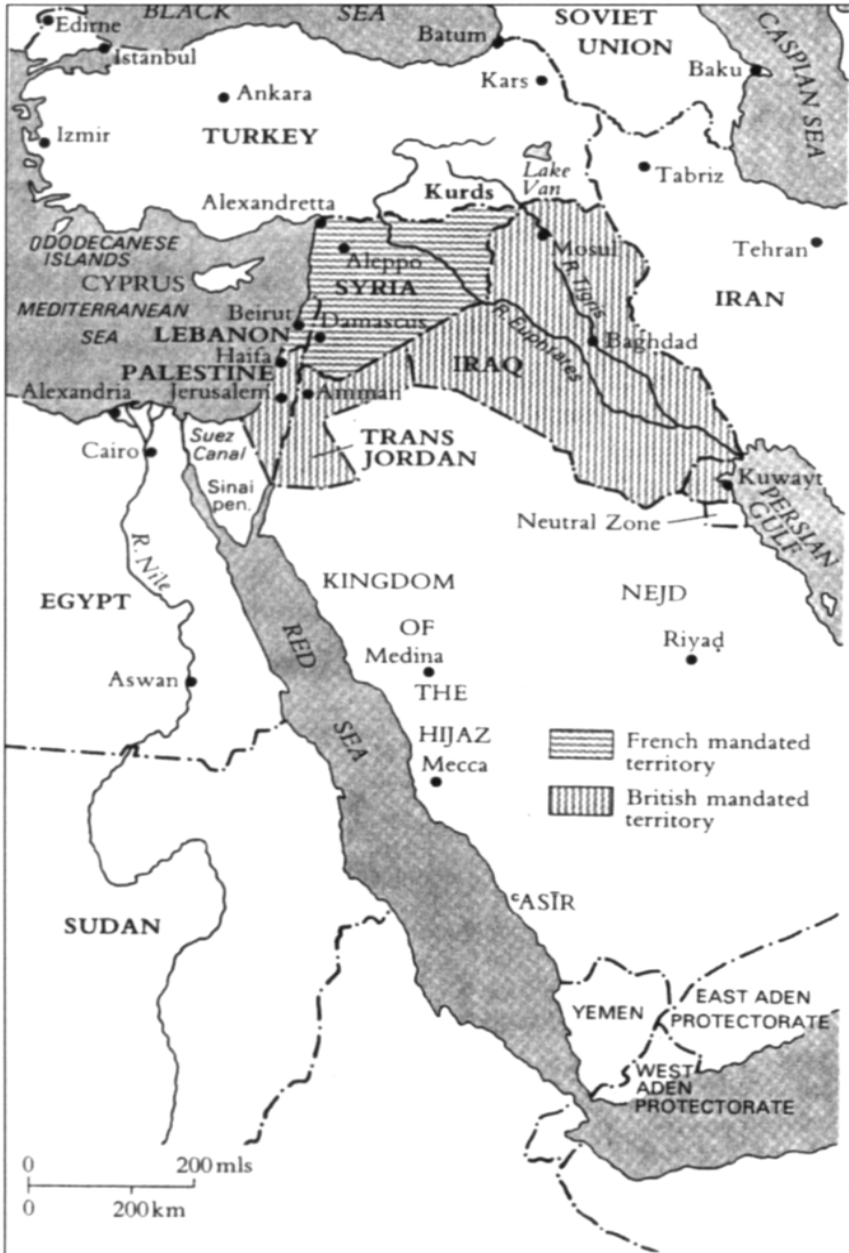 BLACK SEA
SOVIET
UNION
CASPIAN SEA
Edirne
Istanbul
Batum
Baku
Kars
Ankara
Izmir
TURKEY
Lake
Van
Tabriz
Kurds
Alexandretta
Mosul
Tehran
DODECANESE
ISLANDS
Aleppo
CYPRUS
SYRIA
R. Tigris
IRAN
MEDITERRANEAN
SEA
Beirut
LEBANON
Damascus
R. Euphrates
Baghdad
Haifa
PALESTINE
IRAQ
Alexandria
Jerusalem
Amman
Cairo
Suez
Canal
TRANS
JORDAN
Sinai
pen.
Kuwayt
Neutral Zone
PERSIAN
GULF
R. Nile
EGYPT
KINGDOM
OF
Medina
THE
HIJAZ
Mecca
NEJD
Riyaḍ
RED
SEA
Aswan
French mandated
territory
British mandated
territory
ʿASĪR
SUDAN
YEMEN
EAST ADEN
PROTECTORATE
WEST
ADEN
PROTECTORATE
0 200 mls
0 200 km